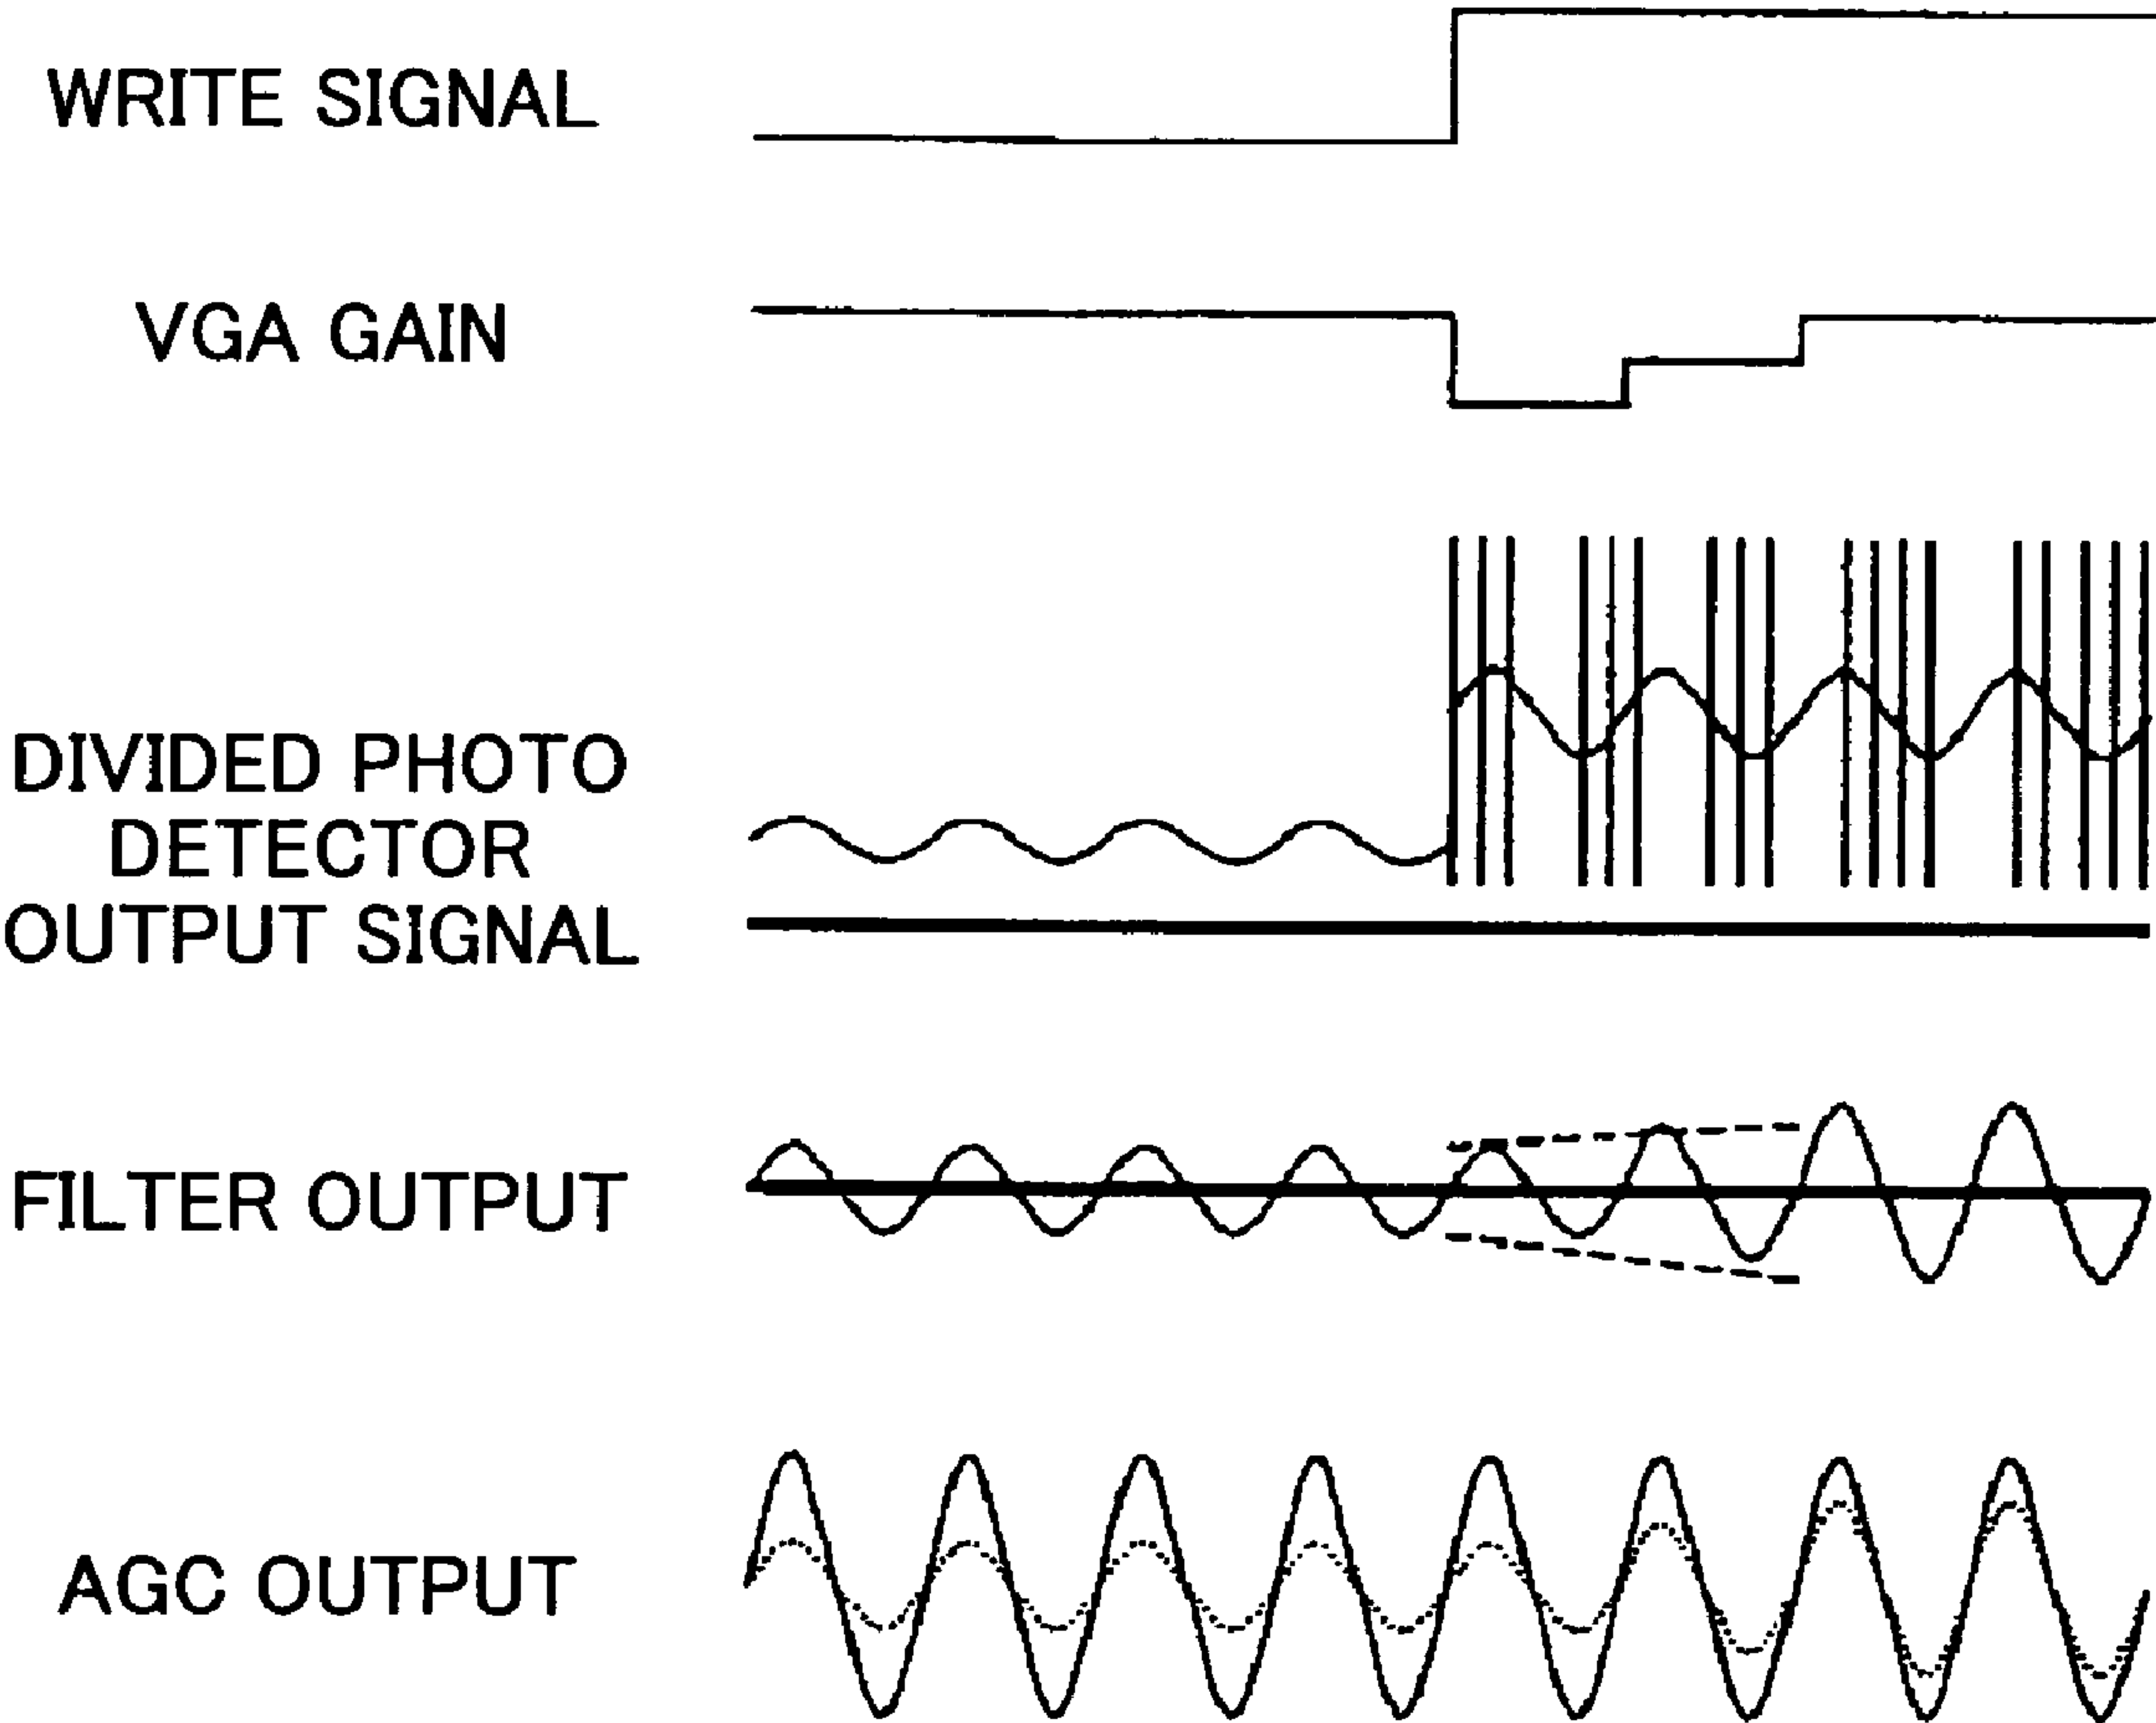 WRITE SIGNAL
VGA GAIN
DIVIDED PHOTO
DETECTOR
OUTPUT SIGNAL
FILTER OUTPUT
AGC OUTPUT